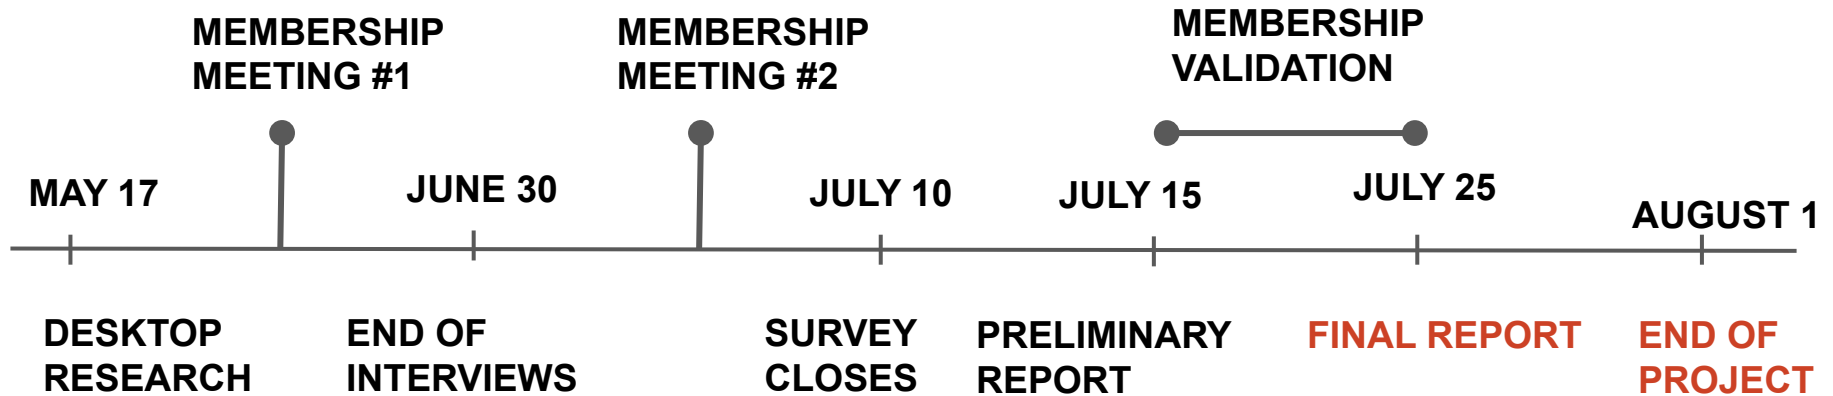 MEMBERSHIP
MEETING #1
MEMBERSHIP
MEETING #2
MEMBERSHIP
VALIDATION
MAY 17
JUNE 30
JULY 10
JULY 15
JULY 25
AUGUST 1
DESKTOP
RESEARCH
END OF
INTERVIEWS
SURVEY
CLOSES
PRELIMINARY
REPORT
FINAL REPORT
END OF
PROJECT